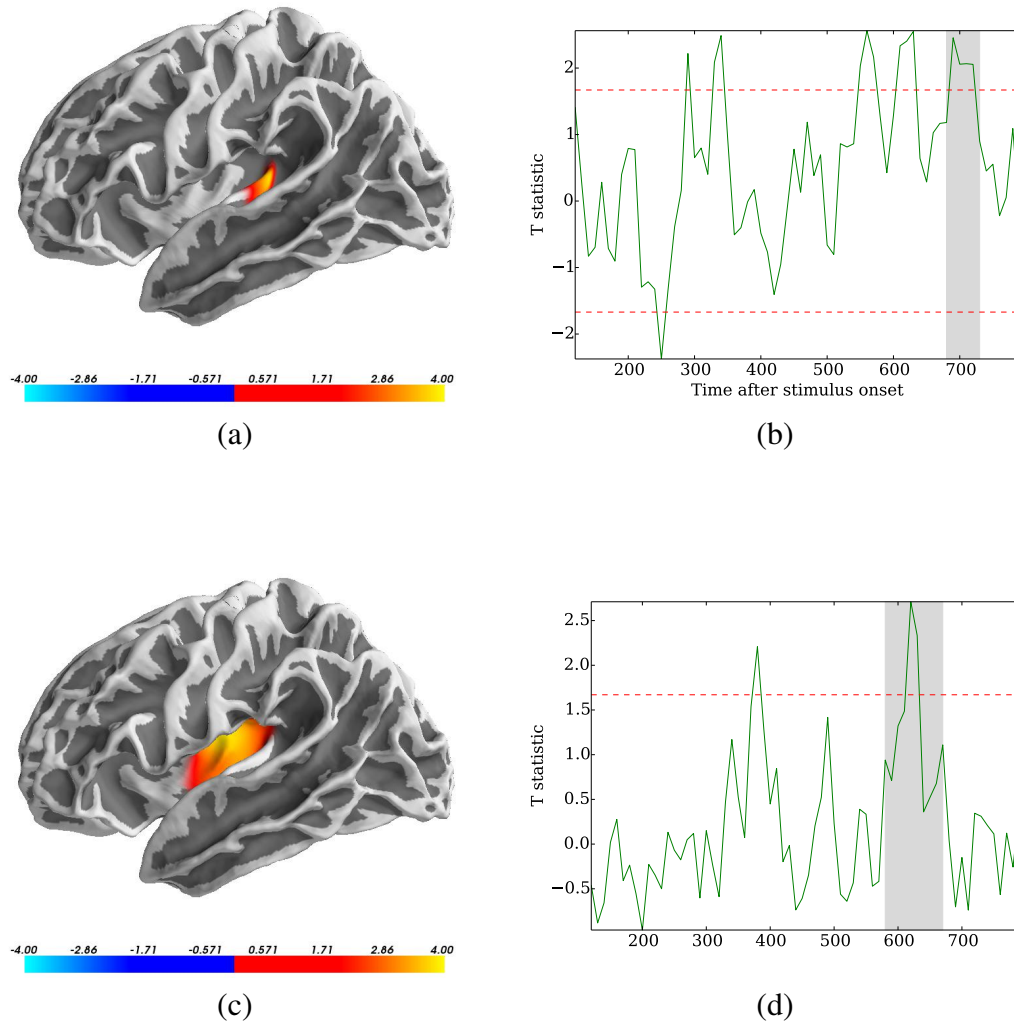 2
1
0
−1
−2
T statistic
200 300 400 500 600 700
Time after stimulus onset
-4.00 -2.86 -1.71 -0.571 0.571 1.71 2.86 4.00
(a)
(b)
2.5
2.0
1.5
1.0
0.5
0.0
−0.5
T statistic
200 300 400 500 600 700
-4.00 -2.86 -1.71 -0.571 0.571 1.71 2.86 4.00
(c)
(d)